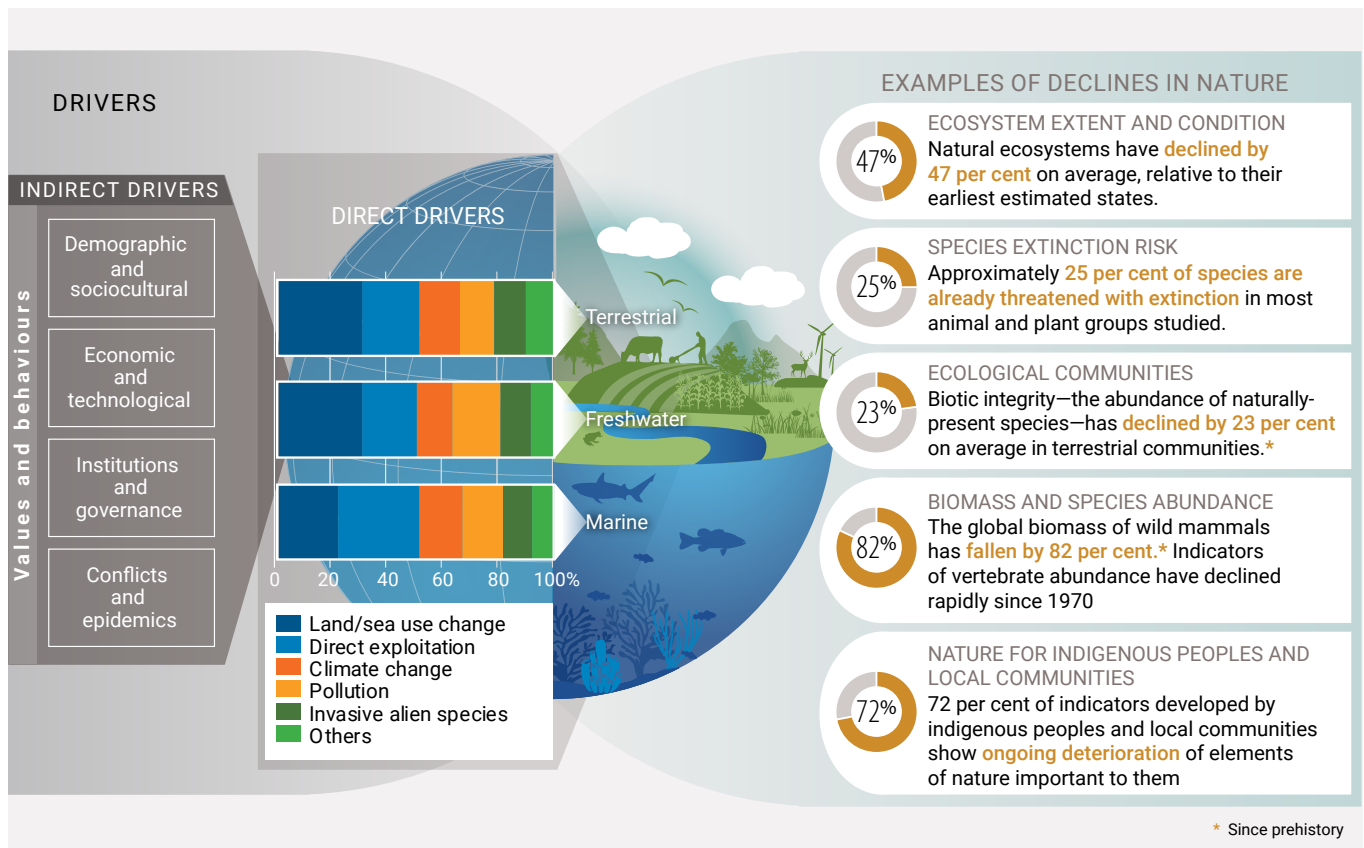 DRIVERS
INDIRECT DRIVERS
Values and behaviours
Demographic
and
sociocultural
Economic
and
technological
Institutions
and
governance
Conflicts
and
epidemics
DIRECT DRIVERS
Terrestrial
Freshwater
Marine
0 20 40 60 80 100%
Land/sea use change
Direct exploitation
Climate change
Pollution
Invasive alien species
Others
EXAMPLES OF DECLINES IN NATURE
47%
ECOSYSTEM EXTENT AND CONDITION
Natural ecosystems have declined by
47 per cent on average, relative to their
earliest estimated states.
25%
SPECIES EXTINCTION RISK
Approximately 25 per cent of species are
already threatened with extinction in most
animal and plant groups studied.
23%
ECOLOGICAL COMMUNITIES
Biotic integrity—the abundance of naturally-
present species—has declined by 23 per cent
on average in terrestrial communities.*
82%
BIOMASS AND SPECIES ABUNDANCE
The global biomass of wild mammals
has fallen by 82 per cent.* Indicators
of vertebrate abundance have declined
rapidly since 1970
72%
NATURE FOR INDIGENOUS PEOPLES AND
LOCAL COMMUNITIES
72 per cent of indicators developed by
indigenous peoples and local communities
show ongoing deterioration of elements
of nature important to them
* Since prehistory